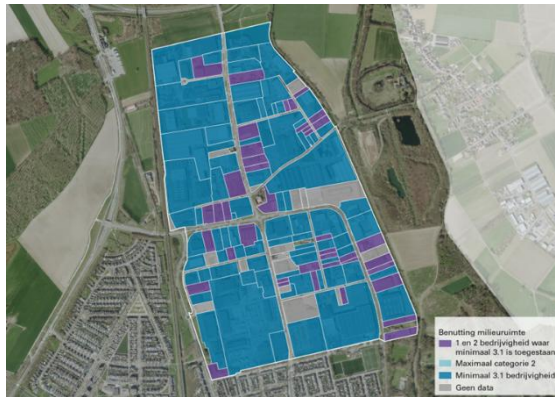 Benutting milieuruimte
1 en 2 bedrijvigheid waar
minimaal 3.1 is toegestaan
Maximaal categorie 2
Minimaal 3.1 bedrijvigheid
Geen data